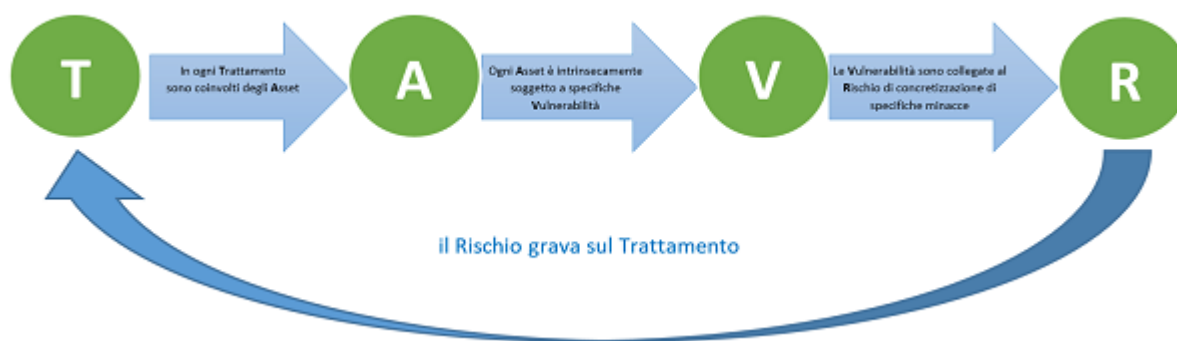 T
In ogni Trattamento
sono coinvolti degli Asset
A
Ogni Asset è intrinsecamente
soggetto a specifiche
Vulnerabilità
V
Le Vulnerabilità sono collegate al
Rischio di concretizzazione di
specifiche minacce
R
il Rischio grava sul Trattamento